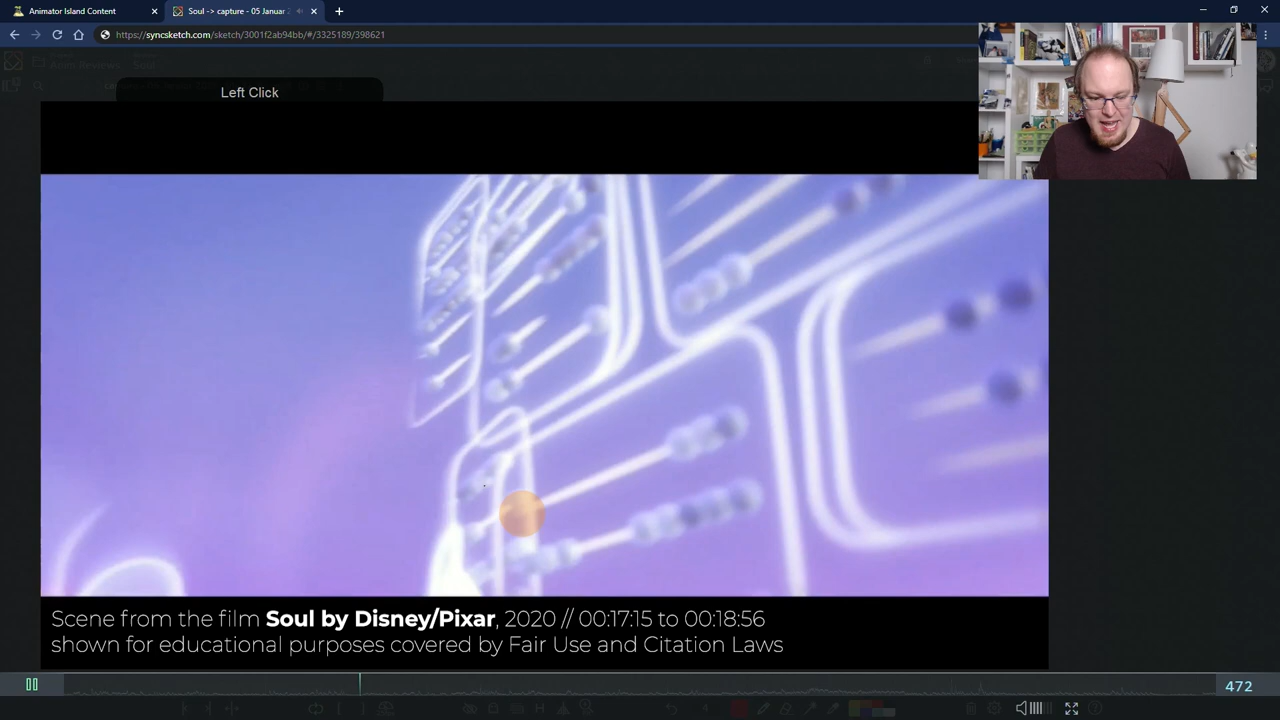 Animator Island Content
Soul -> capture - 05 Januar 2
https://syncsketch.com/sketch/3001f2ab94bb/#/3325189/398621
Left Click
Scene from the film Soul by Disney/Pixar, 2020 // 00:17:15 to 00:18:56
shown for educational purposes covered by Fair Use and Citation Laws
472